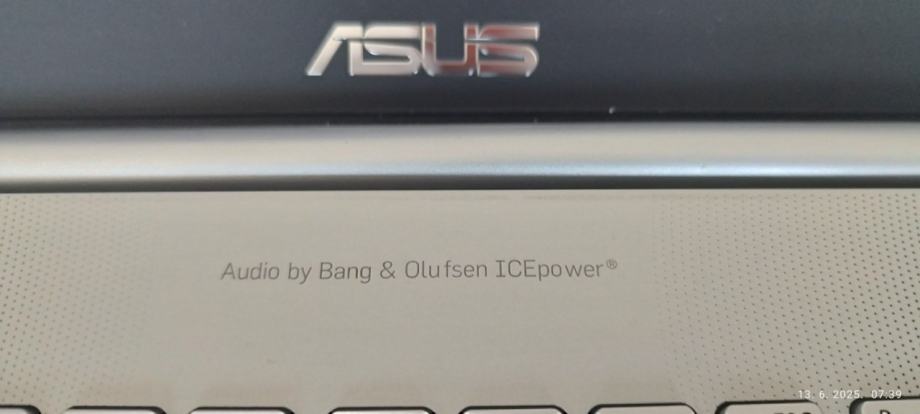 ASUS
Audio by Bang & Olufsen ICEpower®
13. 6. 2025, 07:39